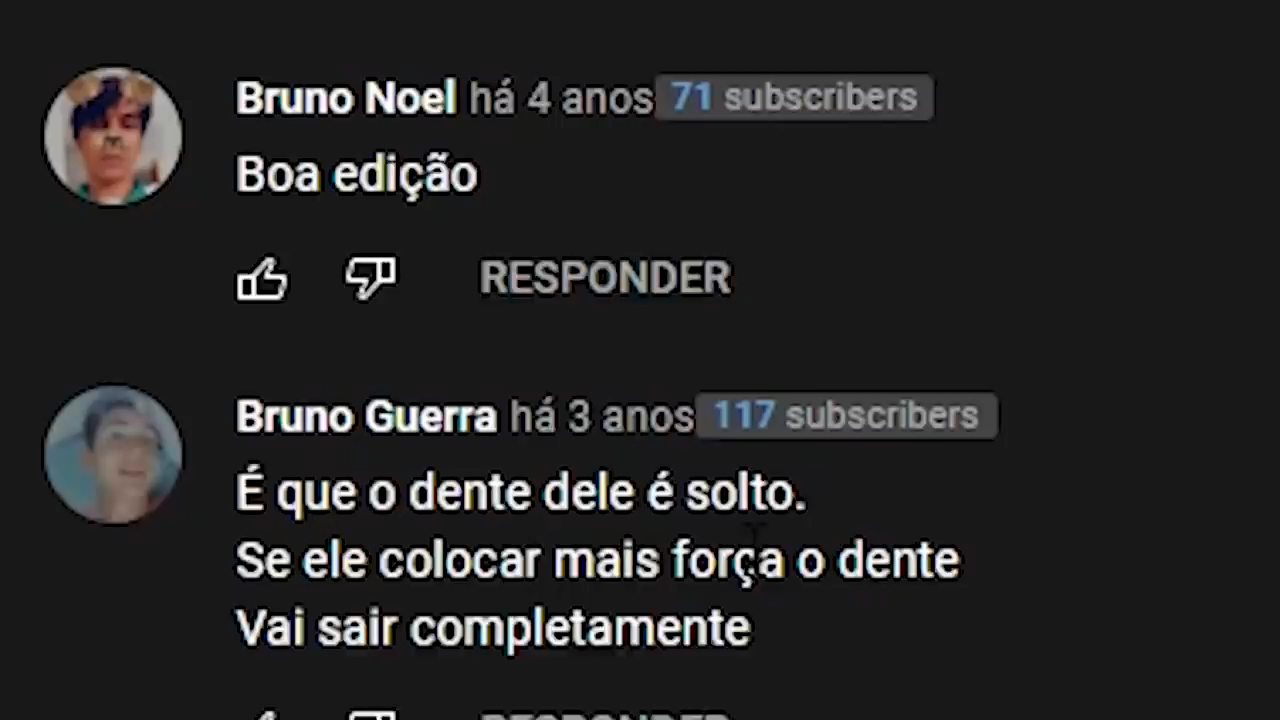 Bruno Noel há 4 anos 71 subscribers
Boa edição
RESPONDER
Bruno Guerra há 3 anos 117 subscribers
É que o dente dele é solto.
Se ele colocar mais força o dente
Vai sair completamente
RESPONDER